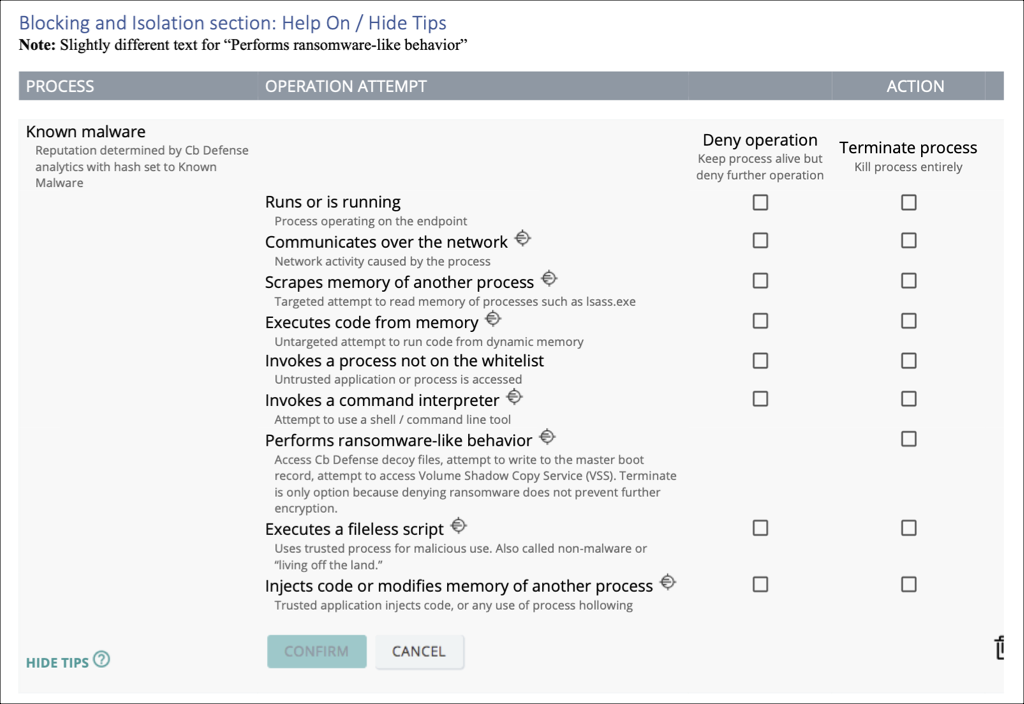 Blocking and Isolation section: Help On / Hide Tips
Note: Slightly different text for “Performs ransomware-like behavior”
PROCESS OPERATION ATTEMPT ACTION
Known malware
Reputation determined by Cb Defense
analytics with hash set to Known
Malware
Deny operation
Keep process alive but
deny further operation
Terminate process
Kill process entirely
Runs or is running
Process operating on the endpoint
Communicates over the network
Network activity caused by the process
Scrapes memory of another process
Targeted attempt to read memory of processes such as lsass.exe
Executes code from memory
Untargeted attempt to run code from dynamic memory
Invokes a process not on the whitelist
Untrusted application or process is accessed
Invokes a command interpreter
Attempt to use a shell / command line tool
Performs ransomware-like behavior
Access Cb Defense decoy files, attempt to write to the master boot
record, attempt to access Volume Shadow Copy Service (VSS). Terminate
is only option because denying ransomware does not prevent further
encryption.
Executes a fileless script
Uses trusted process for malicious use. Also called non-malware or
“living off the land.”
Injects code or modifies memory of another process
Trusted application injects code, or any use of process hollowing
CONFIRM CANCEL
HIDE TIPS ?